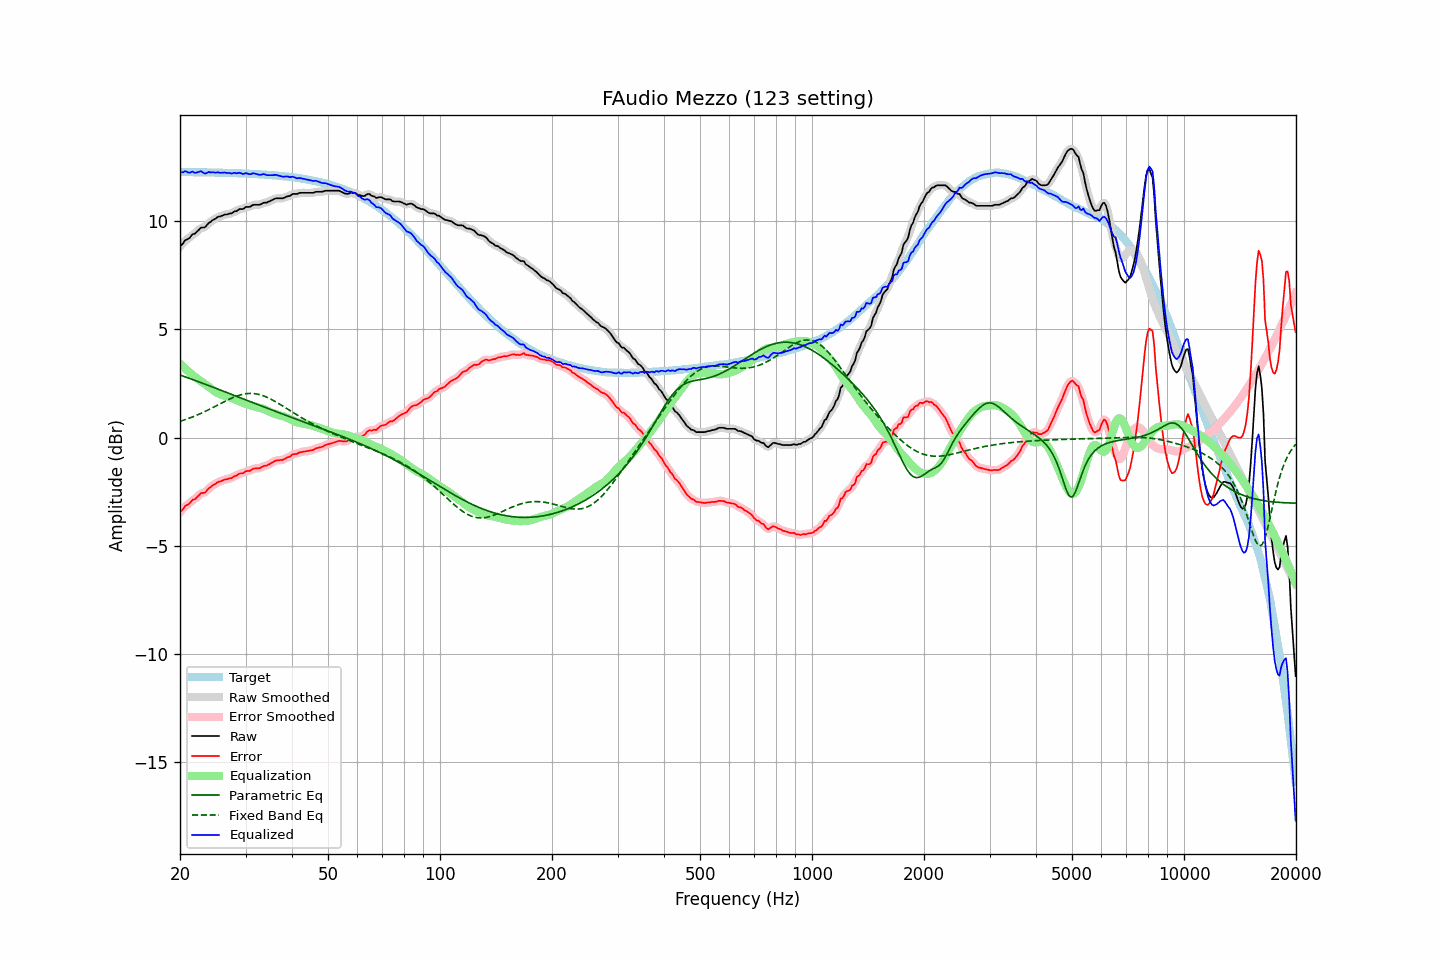 FAudio Mezzo (123 setting)
Amplitude (dBr)
10
5
0
−5
−10
−15
Target
Raw Smoothed
Error Smoothed
Raw
Error
Equalization
Parametric Eq
Fixed Band Eq
Equalized
20 50 100 200 500 1000 2000 5000 10000 20000
Frequency (Hz)